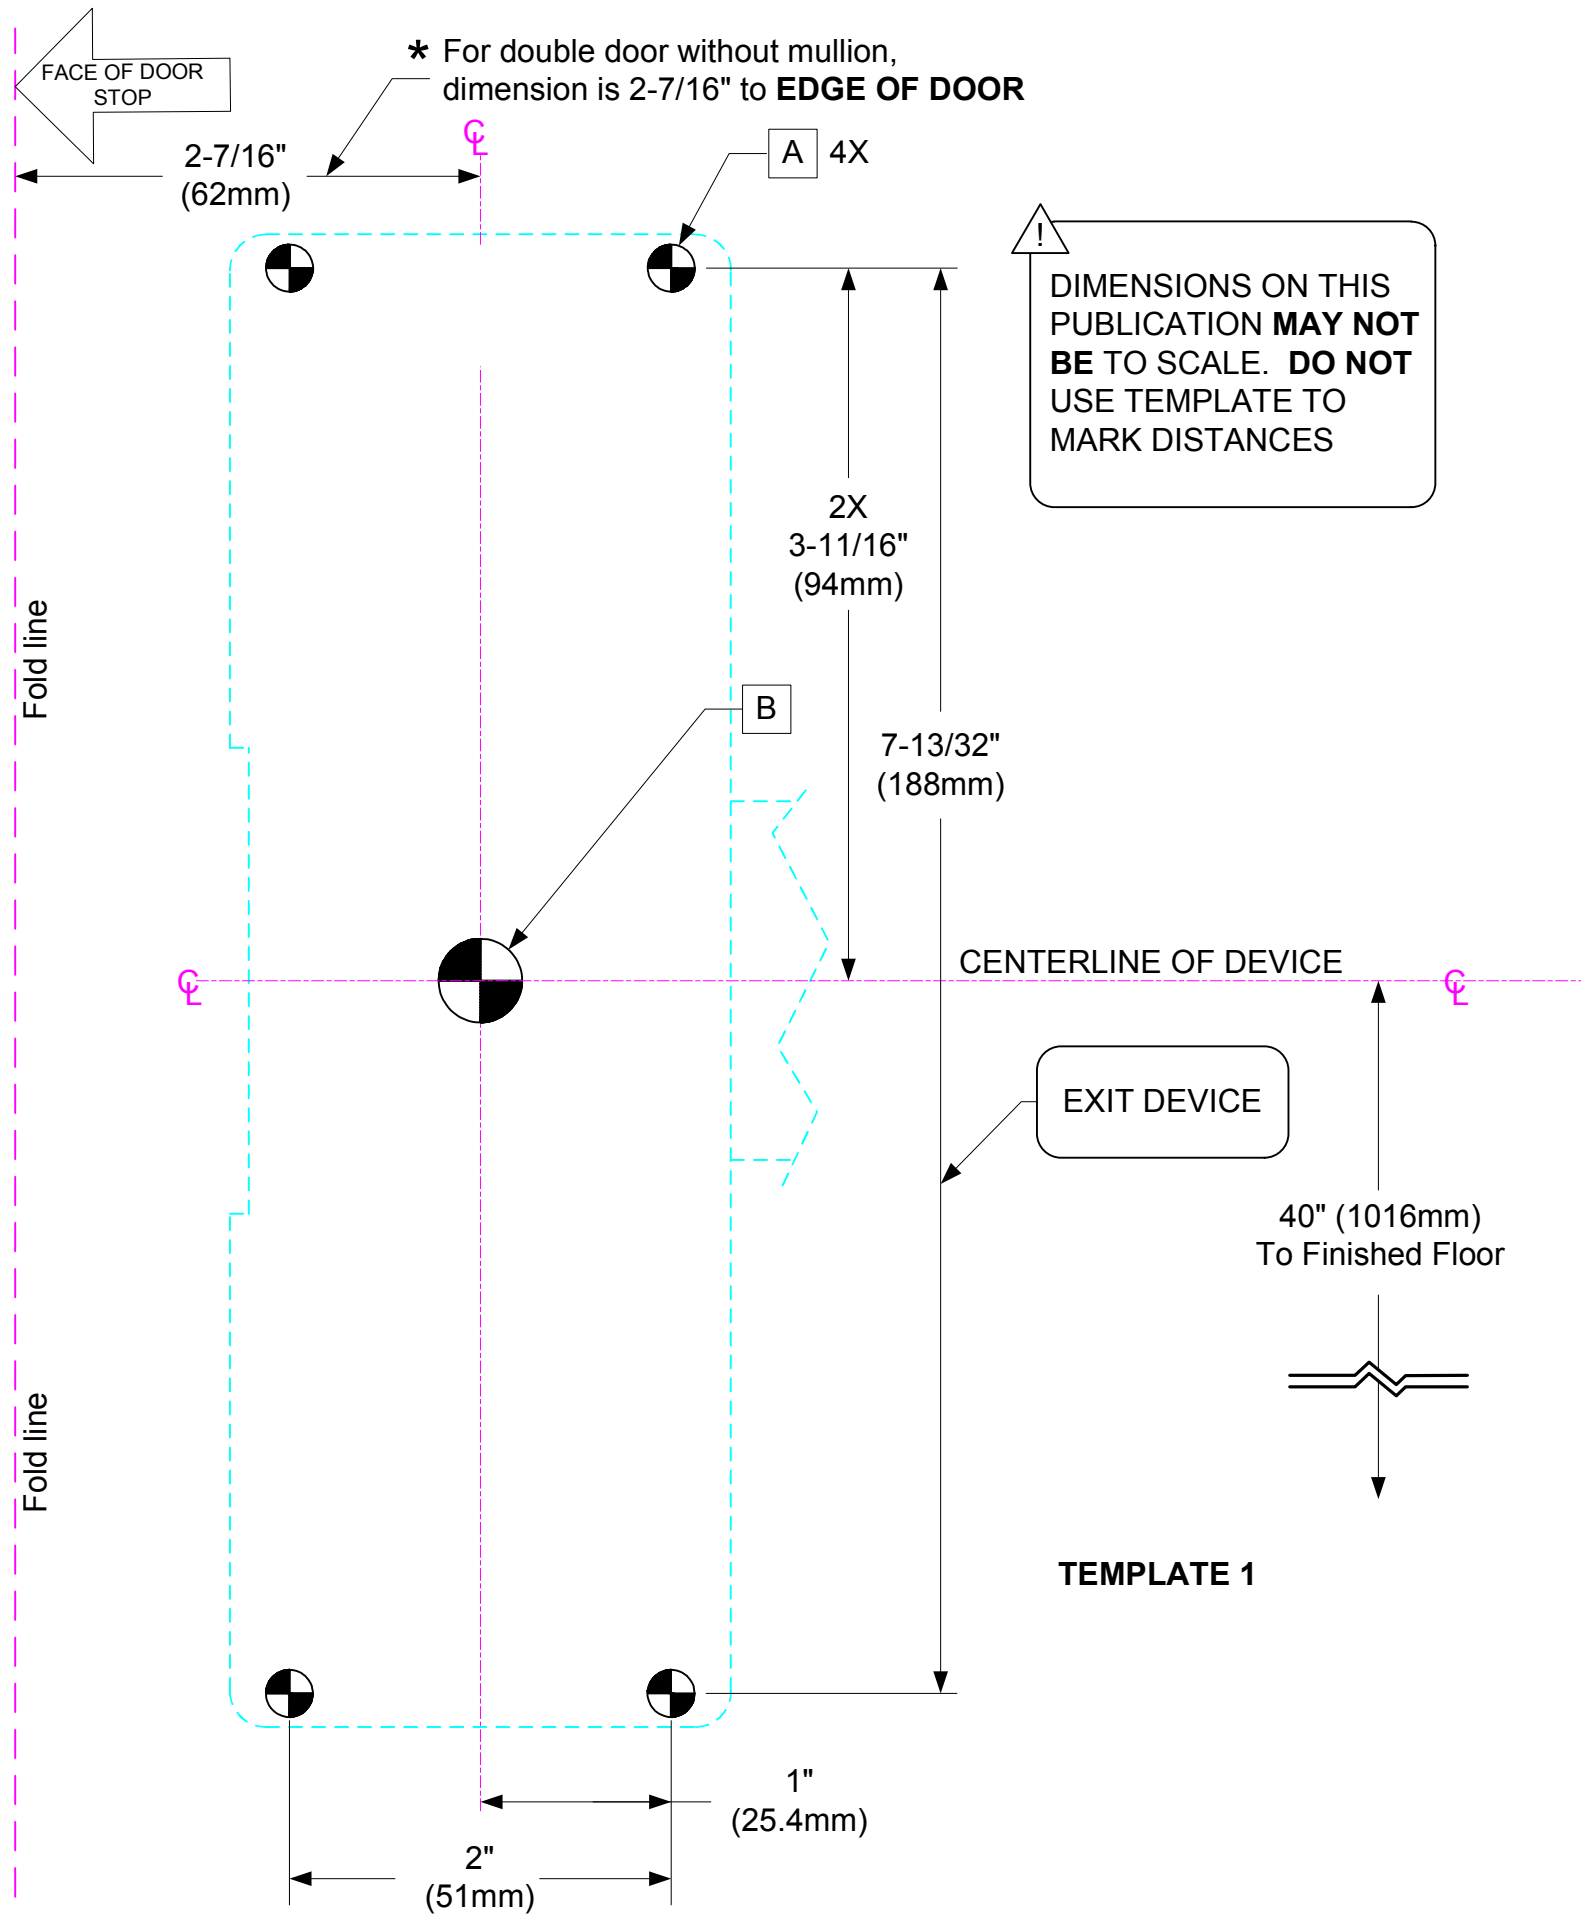 FACE OF DOOR
STOP
* For double door without mullion,
dimension is 2-7/16" to EDGE OF DOOR
℄
2-7/16"
(62mm)
A 4X
!
DIMENSIONS ON THIS
PUBLICATION MAY NOT
BE TO SCALE. DO NOT
USE TEMPLATE TO
MARK DISTANCES
2X
3-11/16"
(94mm)
Fold line
B
7-13/32"
(188mm)
℄
CENTERLINE OF DEVICE
℄
EXIT DEVICE
40" (1016mm)
To Finished Floor
Fold line
TEMPLATE 1
1"
(25.4mm)
2"
(51mm)